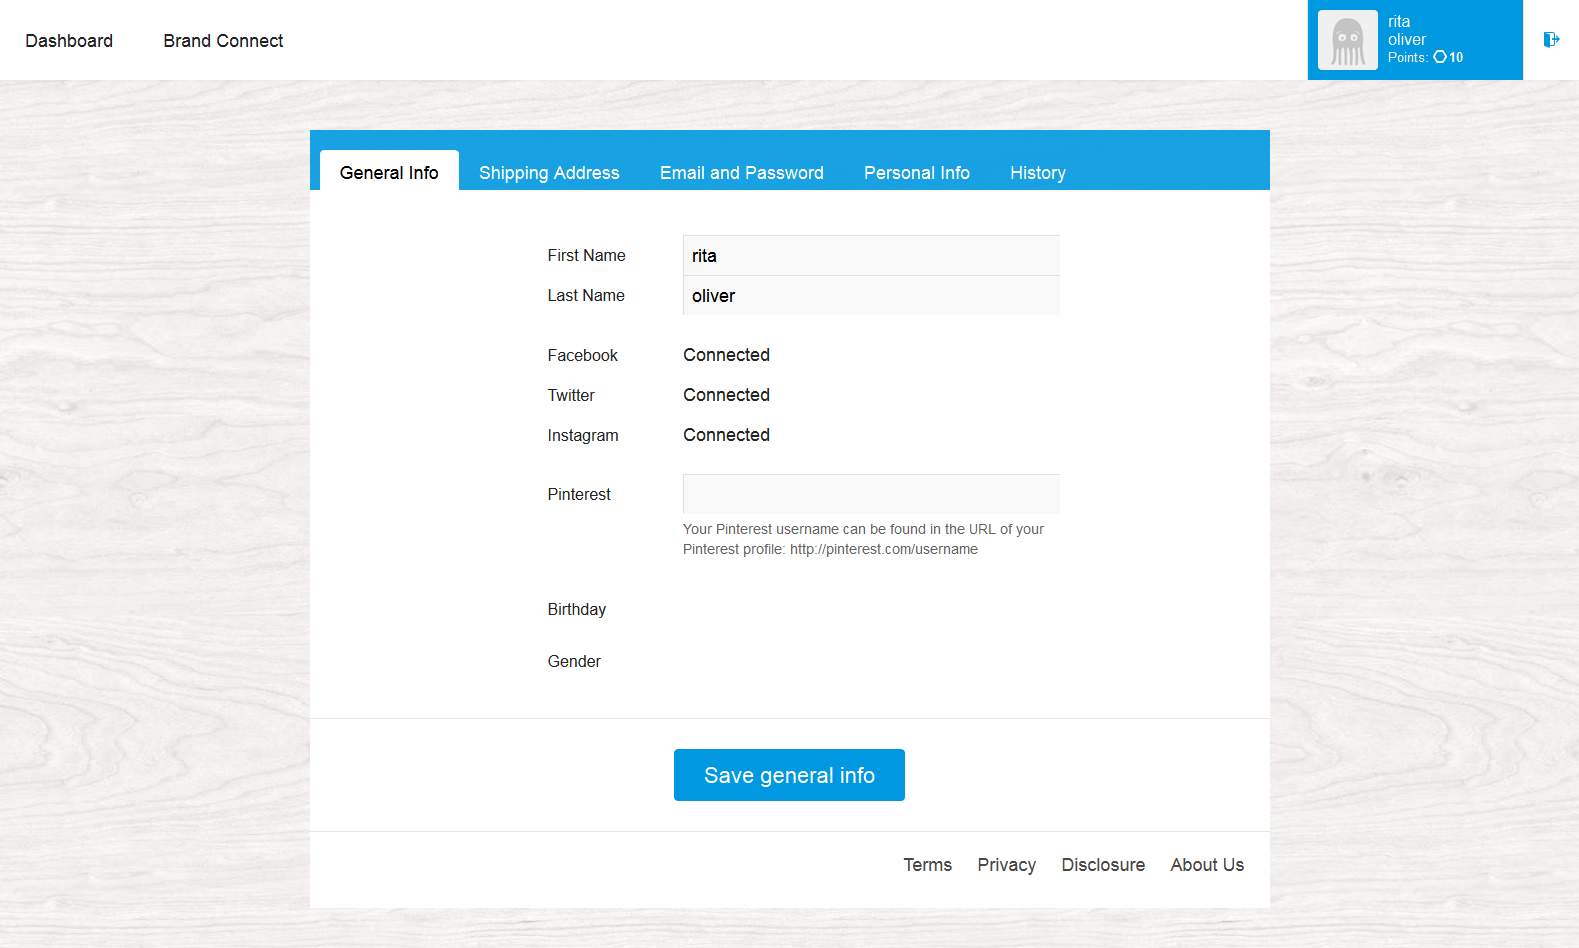 Dashboard Brand Connect
rita
oliver
Points: 10
General Info Shipping Address Email and Password Personal Info History
First Name rita
Last Name oliver
Facebook Connected
Twitter Connected
Instagram Connected
Pinterest
Your Pinterest username can be found in the URL of your
Pinterest profile: http://pinterest.com/username
Birthday
Gender
Save general info
Terms Privacy Disclosure About Us